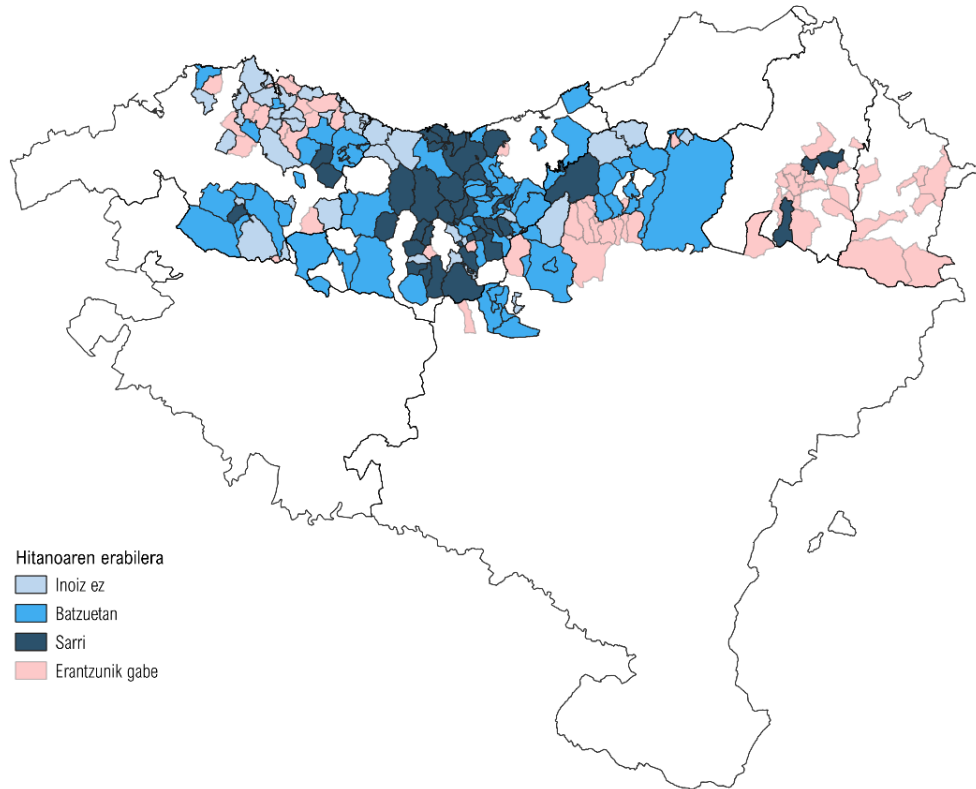 Hitanoaren erabilera
Inoiz ez
Batzuetan
Sarri
Erantzunik gabe